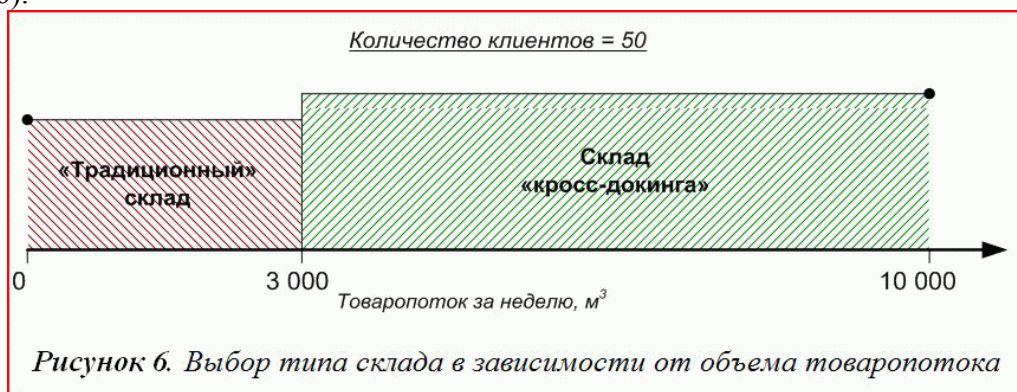 Количество клиентов = 50
«Традиционный»
склад
Склад
«кросс-докинга»
0
3 000
10 000
Товаропоток за неделю, м³
Рисунок 6. Выбор типа склада в зависимости от объема товаропотока